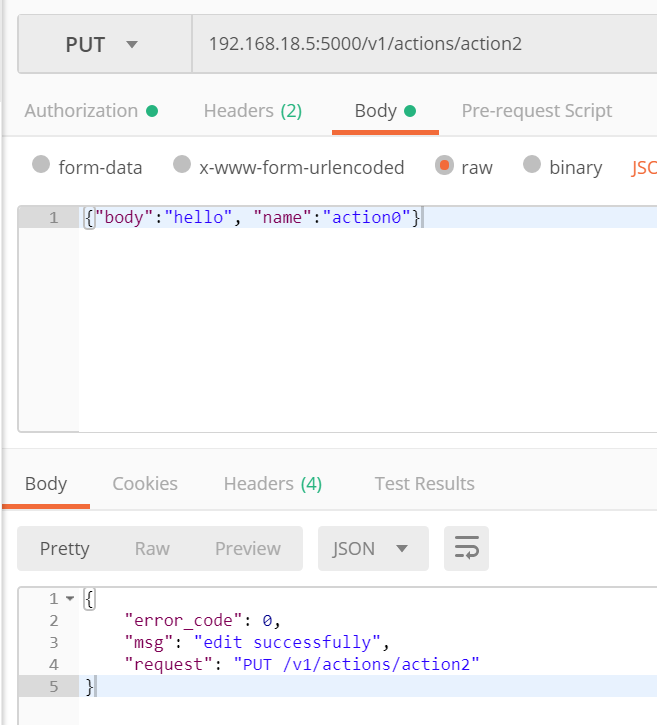 PUT 192.168.18.5:5000/v1/actions/action2
Authorization Headers (2) Body Pre-request Script
form-data x-www-form-urlencoded raw binary JSO
1 {"body":"hello", "name":"action0"}
Body Cookies Headers (4) Test Results
Pretty Raw Preview JSON
1 {
2 "error_code": 0,
3 "msg": "edit successfully",
4 "request": "PUT /v1/actions/action2"
5 }